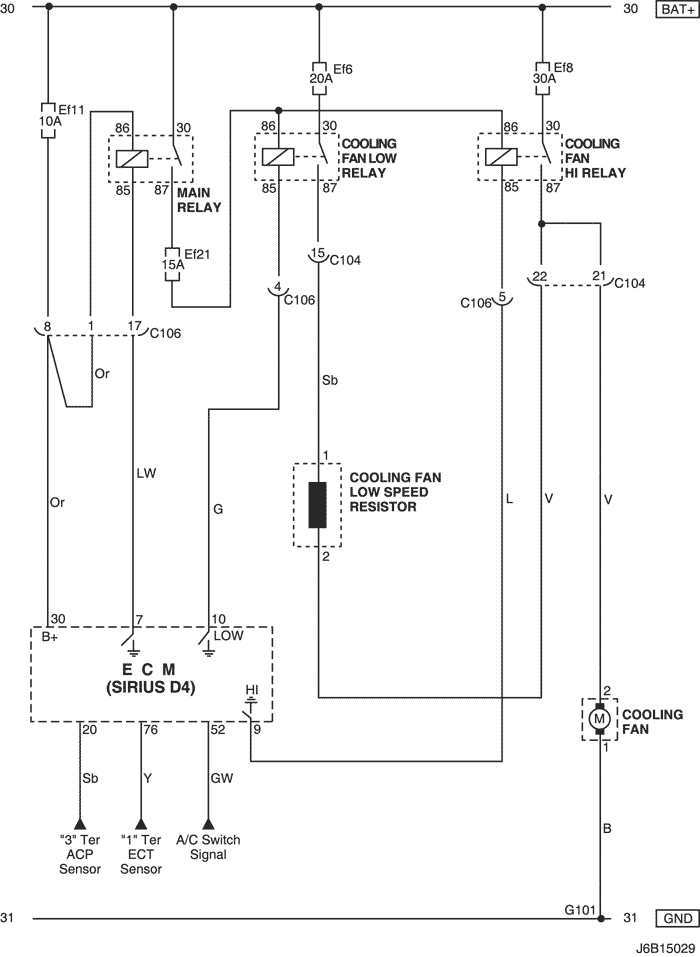 30
30
BAT+
Ef6
20A
Ef8
30A
Ef11
10A
86
30
86
30
86
30
COOLING
FAN LOW
RELAY
COOLING
FAN
HI RELAY
85
87
MAIN
RELAY
85
87
85
87
Ef21
15A
15
C104
4
C106
5
C106
22
21
C104
8
1
17
C106
Or
Sb
LW
Or
G
L
V
V
1
COOLING FAN
LOW SPEED
RESISTOR
2
30
7
10
B+
LOW
E C M
(SIRIUS D4)
HI
20
76
52
9
2
M
COOLING
FAN
1
Sb
Y
GW
B
"3" Ter
ACP
Sensor
"1" Ter
ECT
Sensor
A/C Switch
Signal
G101
31
31
GND
J6B15029